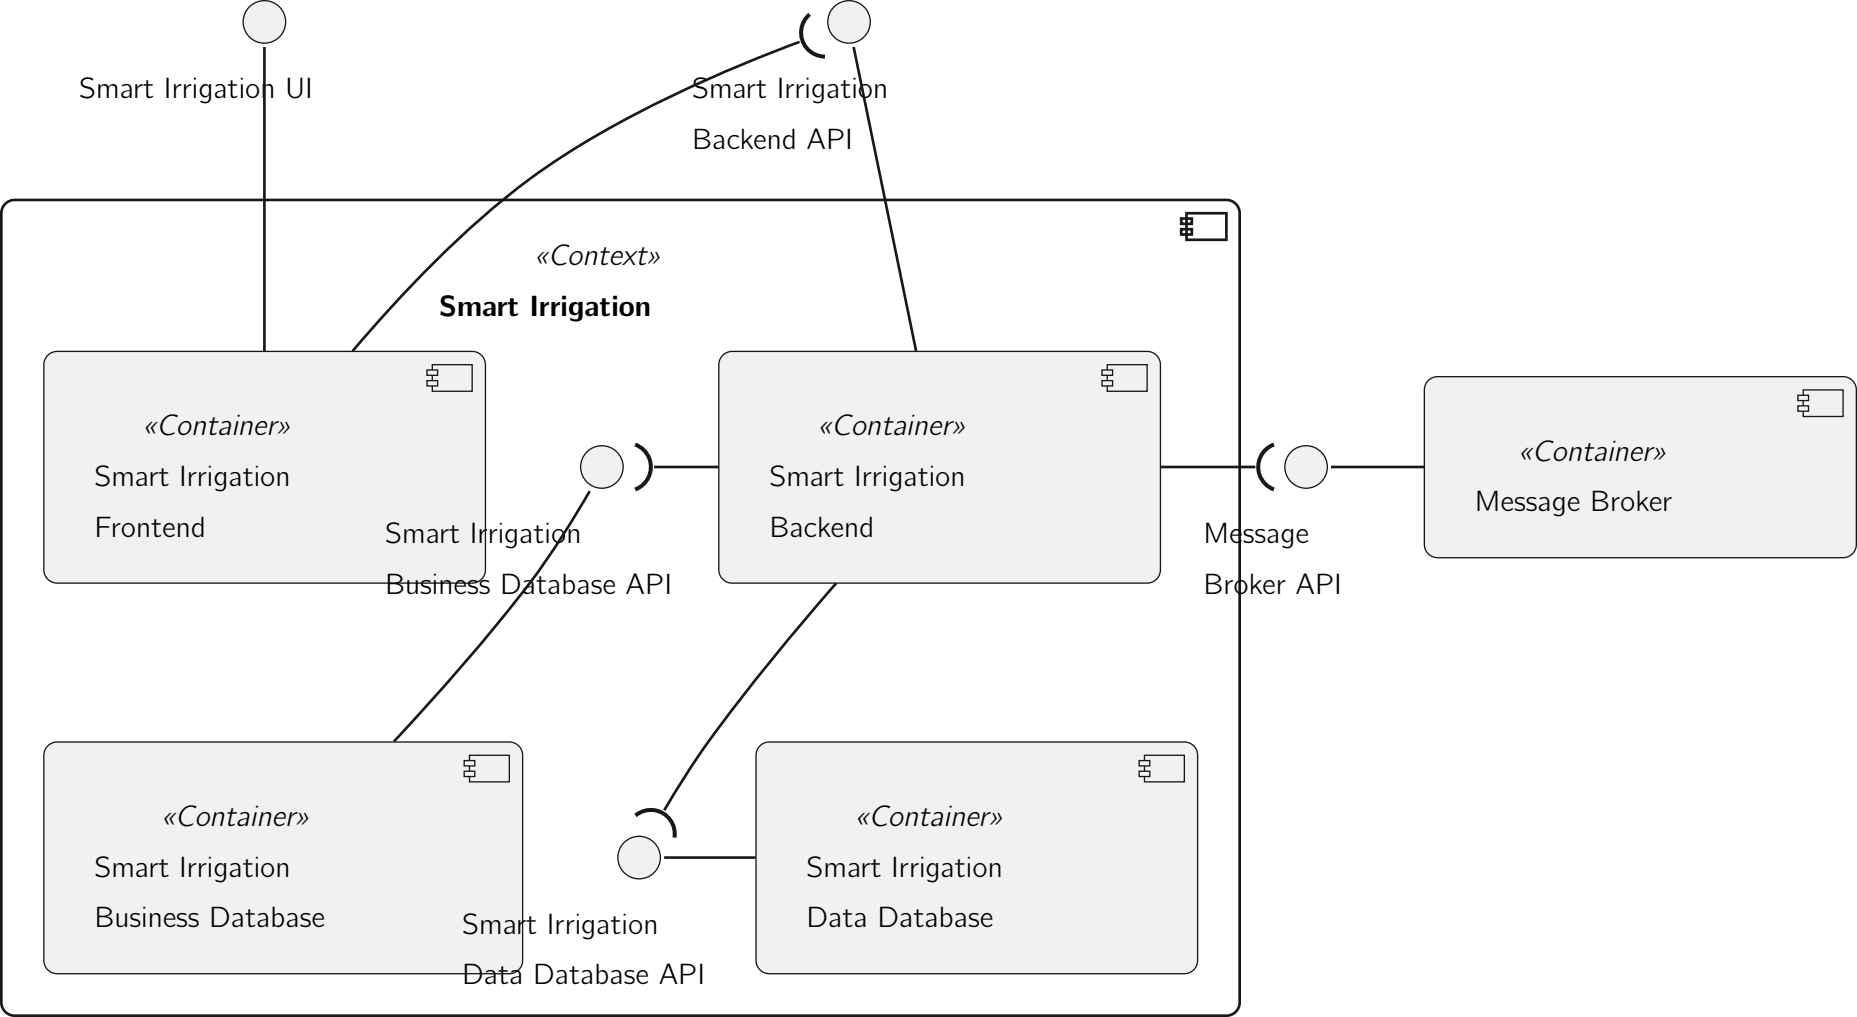 Smart Irrigation UI
Smart Irrigation
Backend API
«Context»
Smart Irrigation
«Container»
Smart Irrigation
Frontend
Smart Irrigation
Business Database API
«Container»
Smart Irrigation
Backend
Message
Broker API
«Container»
Message Broker
«Container»
Smart Irrigation
Business Database
Smart Irrigation
Data Database API
«Container»
Smart Irrigation
Data Database